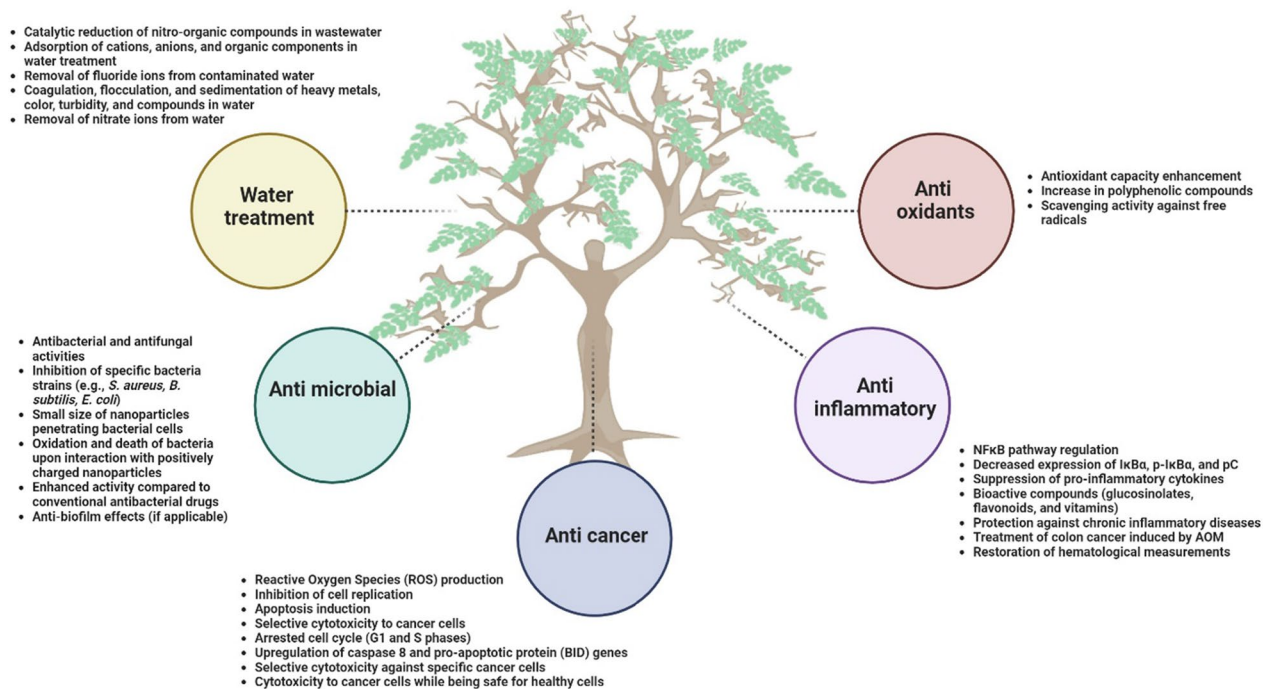 • Catalytic reduction of nitro-organic compounds in wastewater
• Adsorption of cations, anions, and organic components in
water treatment
• Removal of fluoride ions from contaminated water
• Coagulation, flocculation, and sedimentation of heavy metals,
color, turbidity, and compounds in water
• Removal of nitrate ions from water
Water
treatment
Anti
oxidants
• Antioxidant capacity enhancement
• Increase in polyphenolic compounds
• Scavenging activity against free
radicals
• Antibacterial and antifungal
activities
• Inhibition of specific bacteria
strains (e.g., S. aureus, B.
subtilis, E. coli)
• Small size of nanoparticles
penetrating bacterial cells
• Oxidation and death of bacteria
upon interaction with positively
charged nanoparticles
• Enhanced activity compared to
conventional antibacterial drugs
• Anti-biofilm effects (if applicable)
Anti microbial
Anti
inflammatory
• NFκB pathway regulation
• Decreased expression of IκBα, p-IκBα, and pC
• Suppression of pro-inflammatory cytokines
• Bioactive compounds (glucosinolates,
flavonoids, and vitamins)
• Protection against chronic inflammatory diseases
• Treatment of colon cancer induced by AOM
• Restoration of hematological measurements
Anti cancer
• Reactive Oxygen Species (ROS) production
• Inhibition of cell replication
• Apoptosis induction
• Selective cytotoxicity to cancer cells
• Arrested cell cycle (G1 and S phases)
• Upregulation of caspase 8 and pro-apoptotic protein (BID) genes
• Selective cytotoxicity against specific cancer cells
• Cytotoxicity to cancer cells while being safe for healthy cells